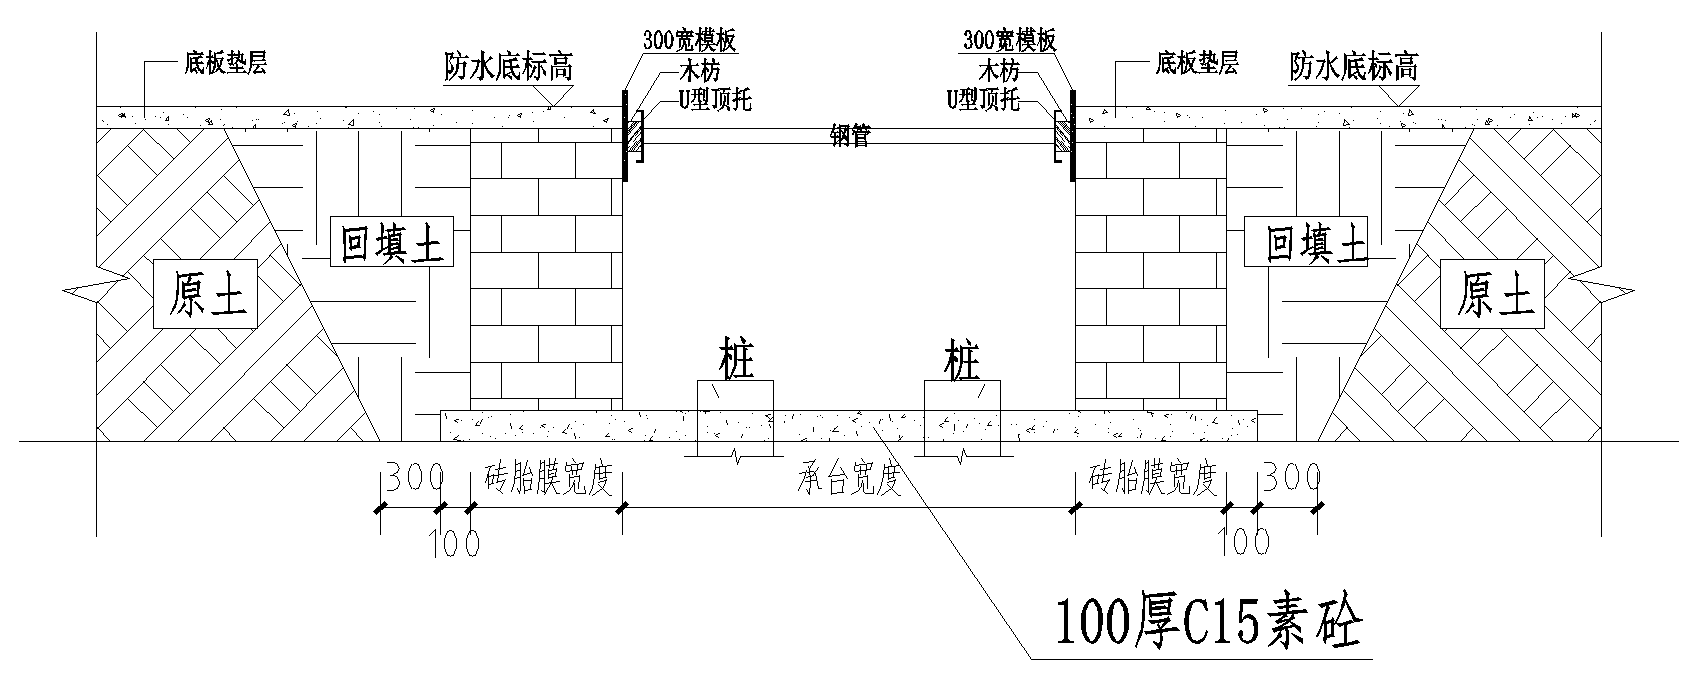 300宽模板
300宽模板
底板垫层
防水底标高
木枋
木枋
底板垫层
防水底标高
U型顶托
U型顶托
钢管
回填土
回填土
原土
原土
桩
桩
300
砖胎膜宽度
承台宽度
砖胎膜宽度
300
100
100
100厚C15素砼